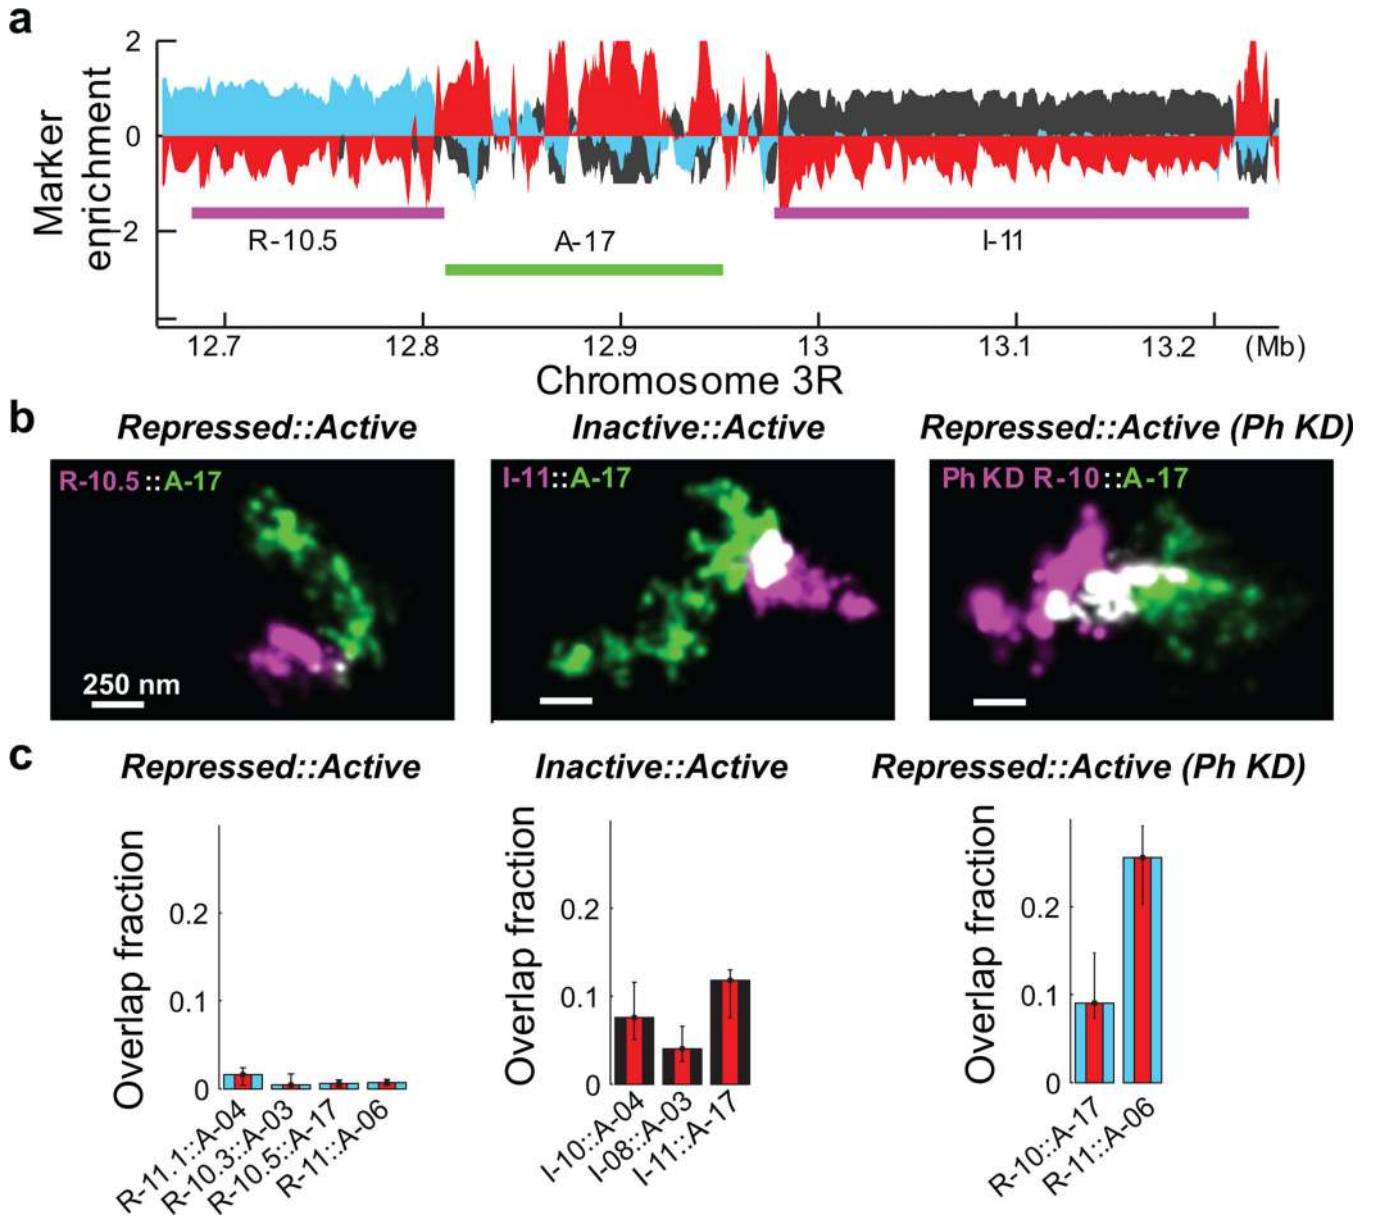 a
Marker enrichment
2
0
−2
R-10.5
A-17
I-11
12.7 12.8 12.9 13 13.1 13.2 (Mb)
Chromosome 3R
b
Repressed::Active Inactive::Active Repressed::Active (Ph KD)
R-10.5::A-17 I-11::A-17 Ph KD R-10::A-17
250 nm
c
Repressed::Active Inactive::Active Repressed::Active (Ph KD)
Overlap fraction
0.2
0.1
0
R-11.1::A-04
R-10.3::A-03
R-10.5::A-17
R-11::A-06
Overlap fraction
0.2
0.1
0
I-10::A-04
I-08::A-03
I-11::A-17
Overlap fraction
0.2
0.1
0
R-10::A-17
R-11::A-06